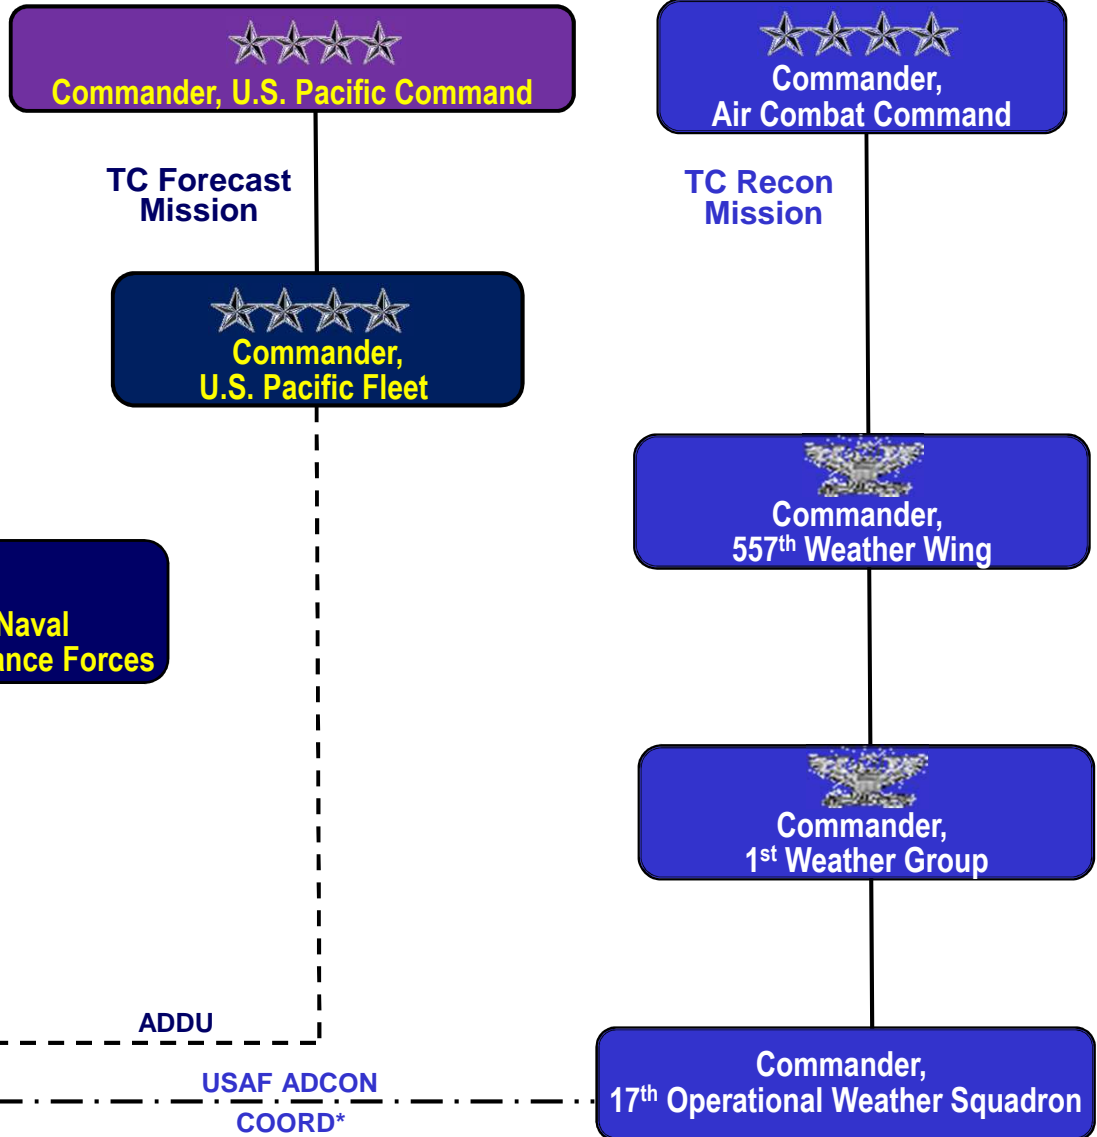 Commander, U.S. Pacific Command
TC Forecast
Mission
Commander,
U.S. Pacific Fleet
Naval
ance Forces
ADDU
USAF ADCON
COORD*
Commander,
Air Combat Command
TC Recon
Mission
Commander,
557th Weather Wing
Commander,
1st Weather Group
Commander,
17th Operational Weather Squadron